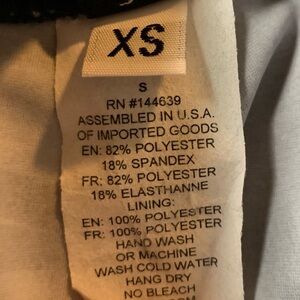 XS
S
RN #144639
ASSEMBLED IN U.S.A.
OF IMPORTED GOODS
EN: 82% POLYESTER
18% SPANDEX
FR: 82% POLYESTER
18% ELASTHANNE
LINING:
EN: 100% POLYESTER
FR: 100% POLYESTER
HAND WASH
OR MACHINE
WASH COLD WATER
HANG DRY
NO BLEACH